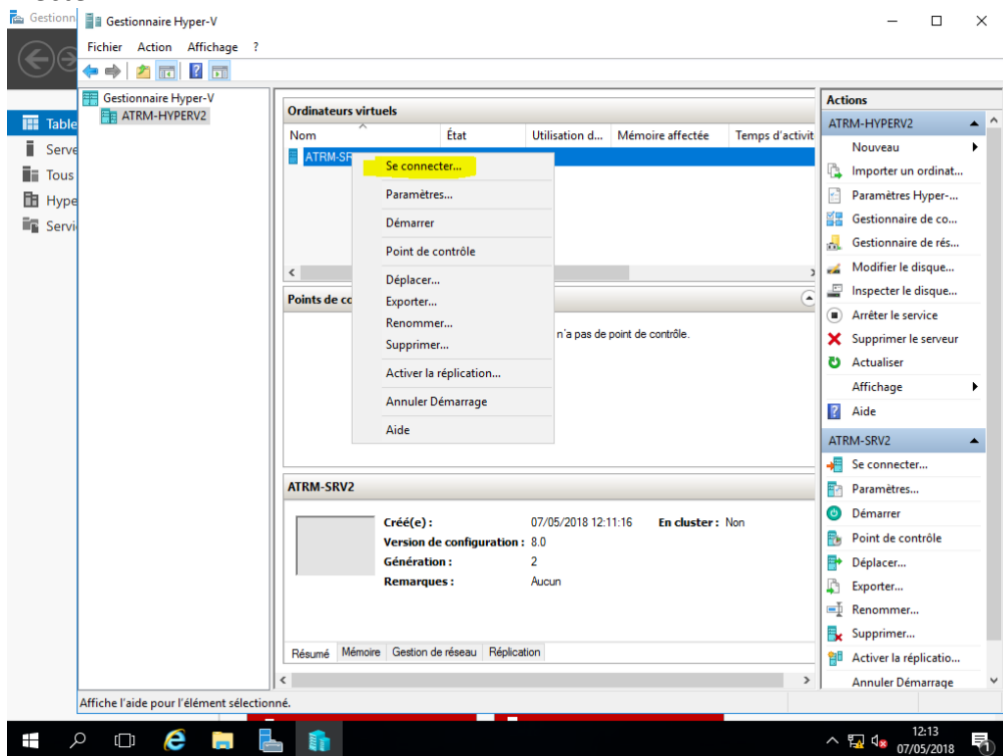 Gestionn
Gestionnaire Hyper-V
Fichier Action Affichage ?
Gestionnaire Hyper-V
ATRM-HYPERV2
Table
Serve
Tous
Hype
Servi
Ordinateurs virtuels
Nom État Utilisation d... Mémoire affectée Temps d'activit
ATRM-SR
Se connecter...
Paramètres...
Démarrer
Point de contrôle
Déplacer...
Exporter...
Renommer...
Supprimer...
Activer la réplication...
Annuler Démarrage
Aide
Points de co
n'a pas de point de contrôle.
ATRM-SRV2
Créé(e) : 07/05/2018 12:11:16 En cluster : Non
Version de configuration : 8.0
Génération : 2
Remarques : Aucun
Résumé Mémoire Gestion de réseau Réplication
Actions
ATRM-HYPERV2
Nouveau
Importer un ordinat...
Paramètres Hyper-...
Gestionnaire de co...
Gestionnaire de rés...
Modifier le disque...
Inspecter le disque...
Arrêter le service
Supprimer le serveur
Actualiser
Affichage
Aide
ATRM-SRV2
Se connecter...
Paramètres...
Démarrer
Point de contrôle
Déplacer...
Exporter...
Renommer...
Supprimer...
Activer la réplicatio...
Annuler Démarrage
Affiche l'aide pour l'élément sélectionné.
12:13
07/05/2018